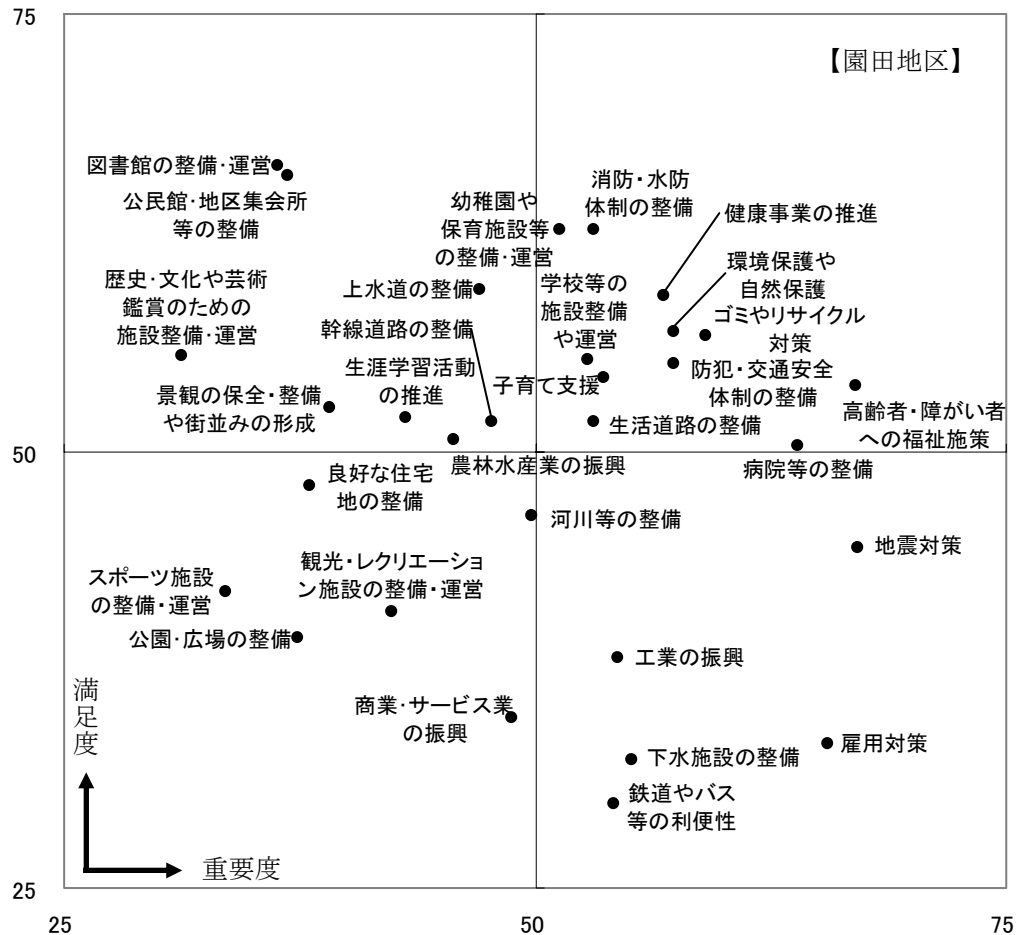 75
【園田地区】
図書館の整備・運営
公民館・地区集会所
等の整備
幼稚園や
保育施設等
の整備・運営
消防・水防
体制の整備
健康事業の推進
環境保護や
自然保護
歴史・文化や芸術
鑑賞のための
施設整備・運営
上水道の整備
学校等の
施設整備
や運営
ゴミやリサイクル
対策
幹線道路の整備
生涯学習活動
の推進
子育て支援
防犯・交通安全
体制の整備
景観の保全・整備
や街並みの形成
生活道路の整備
高齢者・障がい者
への福祉施策
50
農林水産業の振興
病院等の整備
良好な住宅
地の整備
河川等の整備
地震対策
観光・レクリエーショ
ン施設の整備・運営
スポーツ施設
の整備・運営
公園・広場の整備
工業の振興
満足度
商業・サービス業
の振興
雇用対策
下水施設の整備
鉄道やバス
等の利便性
重要度
25
25
50
75